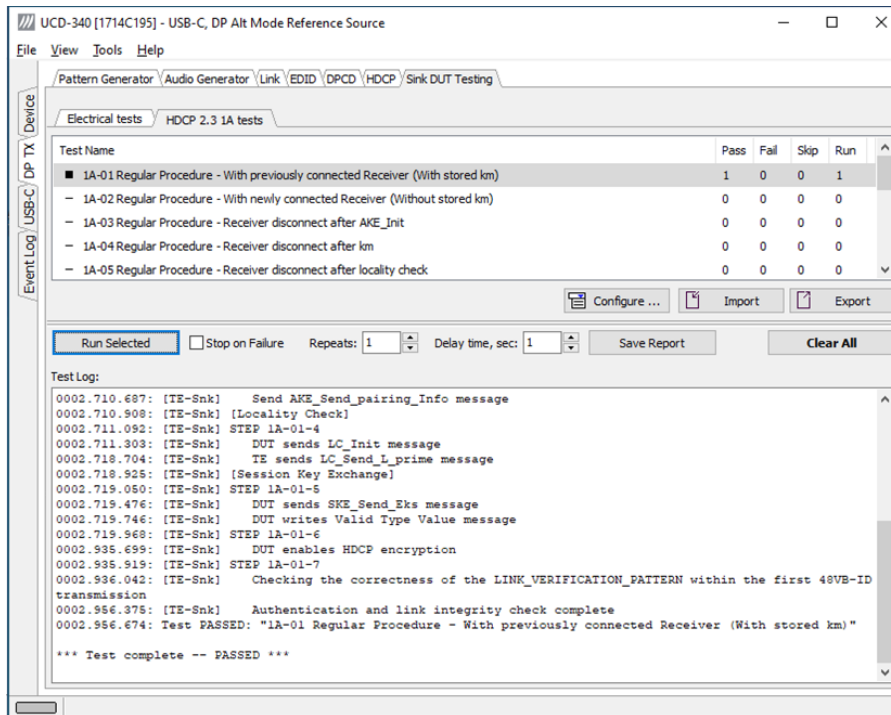 UCD-340 [1714C195] - USB-C, DP Alt Mode Reference Source
File View Tools Help
Pattern Generator Audio Generator Link EDID DPCD HDCP Sink DUT Testing
Device
DP TX
USB-C
Event Log
Electrical tests HDCP 2.3 1A tests
Test Name Pass Fail Skip Run
1A-01 Regular Procedure - With previously connected Receiver (With stored km) 1 0 0 1
1A-02 Regular Procedure - With newly connected Receiver (Without stored km) 0 0 0 0
1A-03 Regular Procedure - Receiver disconnect after AKE_Init 0 0 0 0
1A-04 Regular Procedure - Receiver disconnect after km 0 0 0 0
1A-05 Regular Procedure - Receiver disconnect after locality check 0 0 0 0
Configure ... Import Export
Run Selected Stop on Failure Repeats: 1 Delay time, sec: 1 Save Report Clear All
Test Log:
0002.710.687: [TE-Snk] Send AKE_Send_pairing_Info message
0002.710.908: [TE-Snk] [Locality Check]
0002.711.092: [TE-Snk] STEP 1A-01-4
0002.711.303: [TE-Snk] DUT sends LC_Init message
0002.718.704: [TE-Snk] TE sends LC_Send_L_prime message
0002.718.925: [TE-Snk] [Session Key Exchange]
0002.719.050: [TE-Snk] STEP 1A-01-5
0002.719.476: [TE-Snk] DUT sends SKE_Send_Eks message
0002.719.746: [TE-Snk] DUT writes Valid Type Value message
0002.719.968: [TE-Snk] STEP 1A-01-6
0002.935.699: [TE-Snk] DUT enables HDCP encryption
0002.935.919: [TE-Snk] STEP 1A-01-7
0002.936.042: [TE-Snk] Checking the correctness of the LINK_VERIFICATION_PATTERN within the first 48VB-ID
transmission
0002.956.375: [TE-Snk] Authentication and link integrity check complete
0002.956.674: Test PASSED: "1A-01 Regular Procedure - With previously connected Receiver (With stored km)"
*** Test complete -- PASSED ***